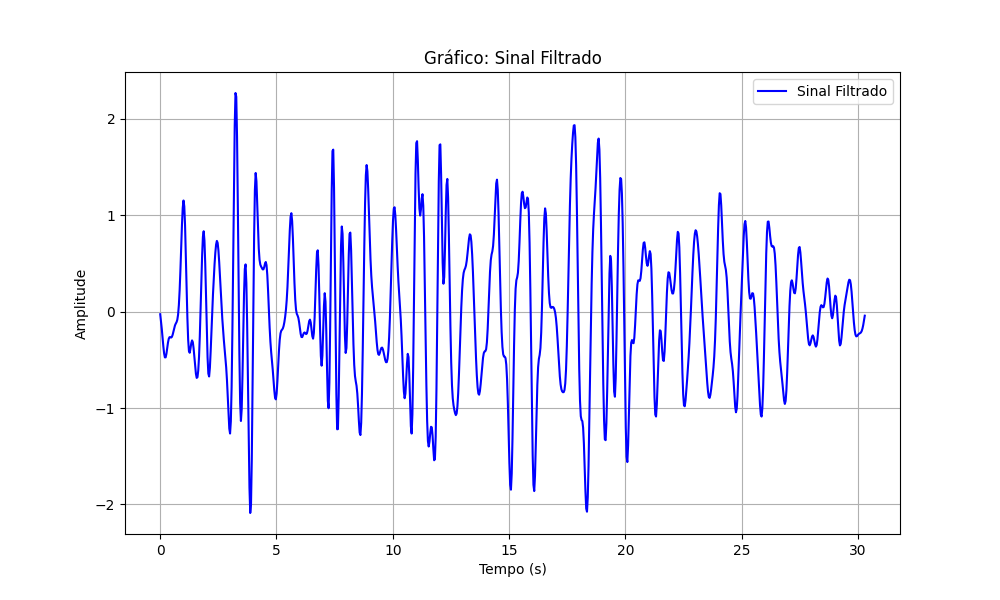 Gráfico: Sinal Filtrado
Sinal Filtrado
Amplitude
2
1
0
−1
−2
0 5 10 15 20 25 30
Tempo (s)